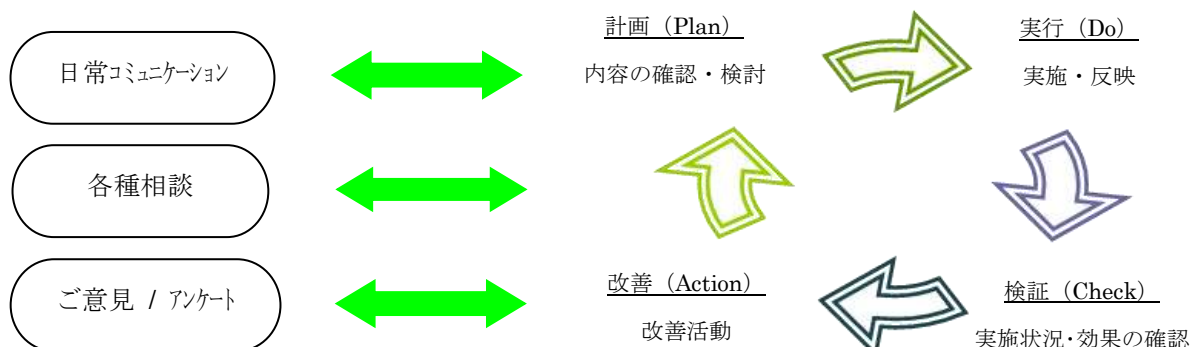 日常コミュニケーション
各種相談
ご意見 / アンケート
計画（Plan）
内容の確認・検討
実行（Do）
実施・反映
改善（Action）
改善活動
検証（Check）
実施状況・効果の確認